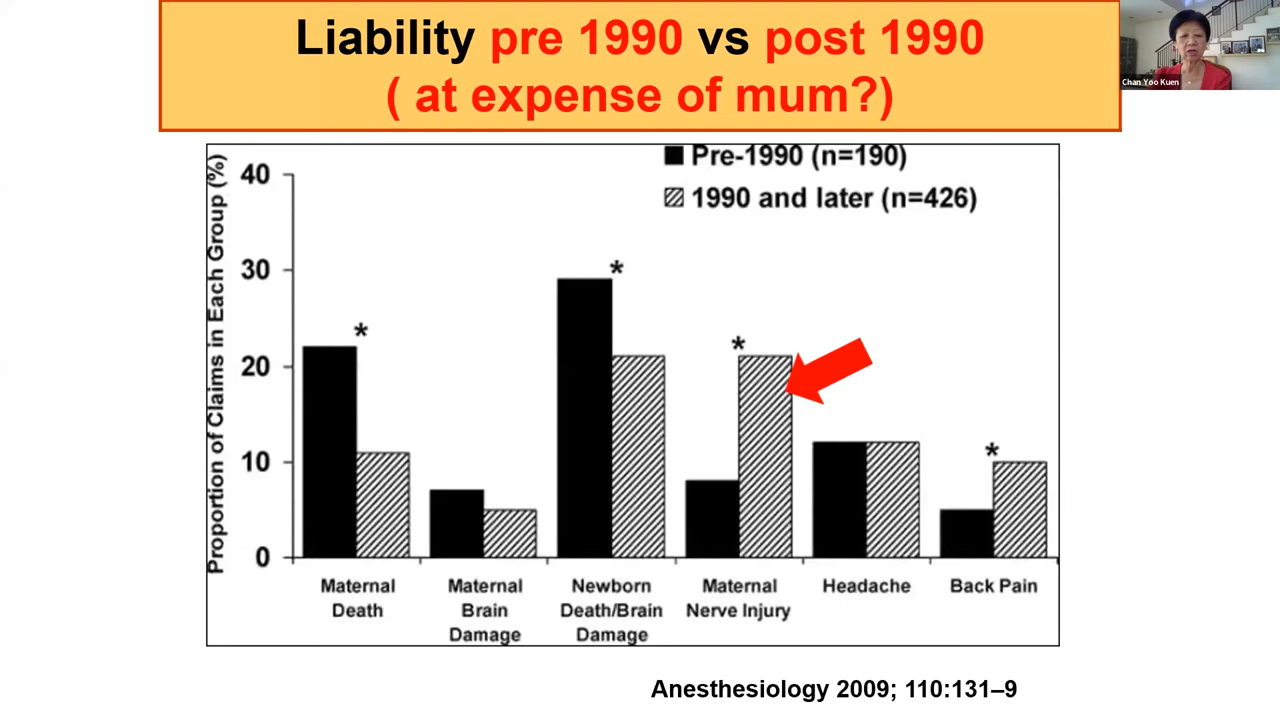 Liability pre 1990 vs post 1990
( at expense of mum?)
Chan Yoo Kuen
Pre-1990 (n=190)
1990 and later (n=426)
Proportion of Claims in Each Group (%)
40
30
20
10
0
*
*
*
*
Maternal
Death
Maternal
Brain
Damage
Newborn
Death/Brain
Damage
Maternal
Nerve Injury
Headache
Back Pain
Anesthesiology 2009; 110:131–9